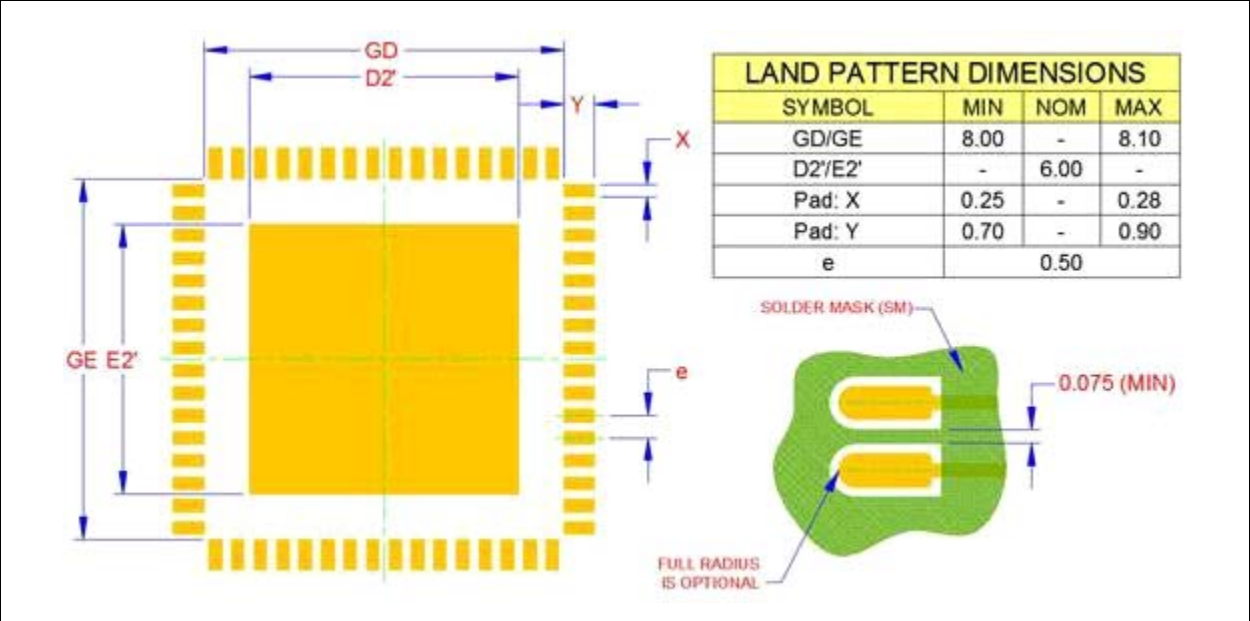 GD
D2'
Y
X
GE E2'
e
LAND PATTERN DIMENSIONS
SYMBOL MIN NOM MAX
GD/GE 8.00 - 8.10
D2'/E2' - 6.00 -
Pad: X 0.25 - 0.28
Pad: Y 0.70 - 0.90
e 0.50
SOLDER MASK (SM)
0.075 (MIN)
FULL RADIUS
IS OPTIONAL